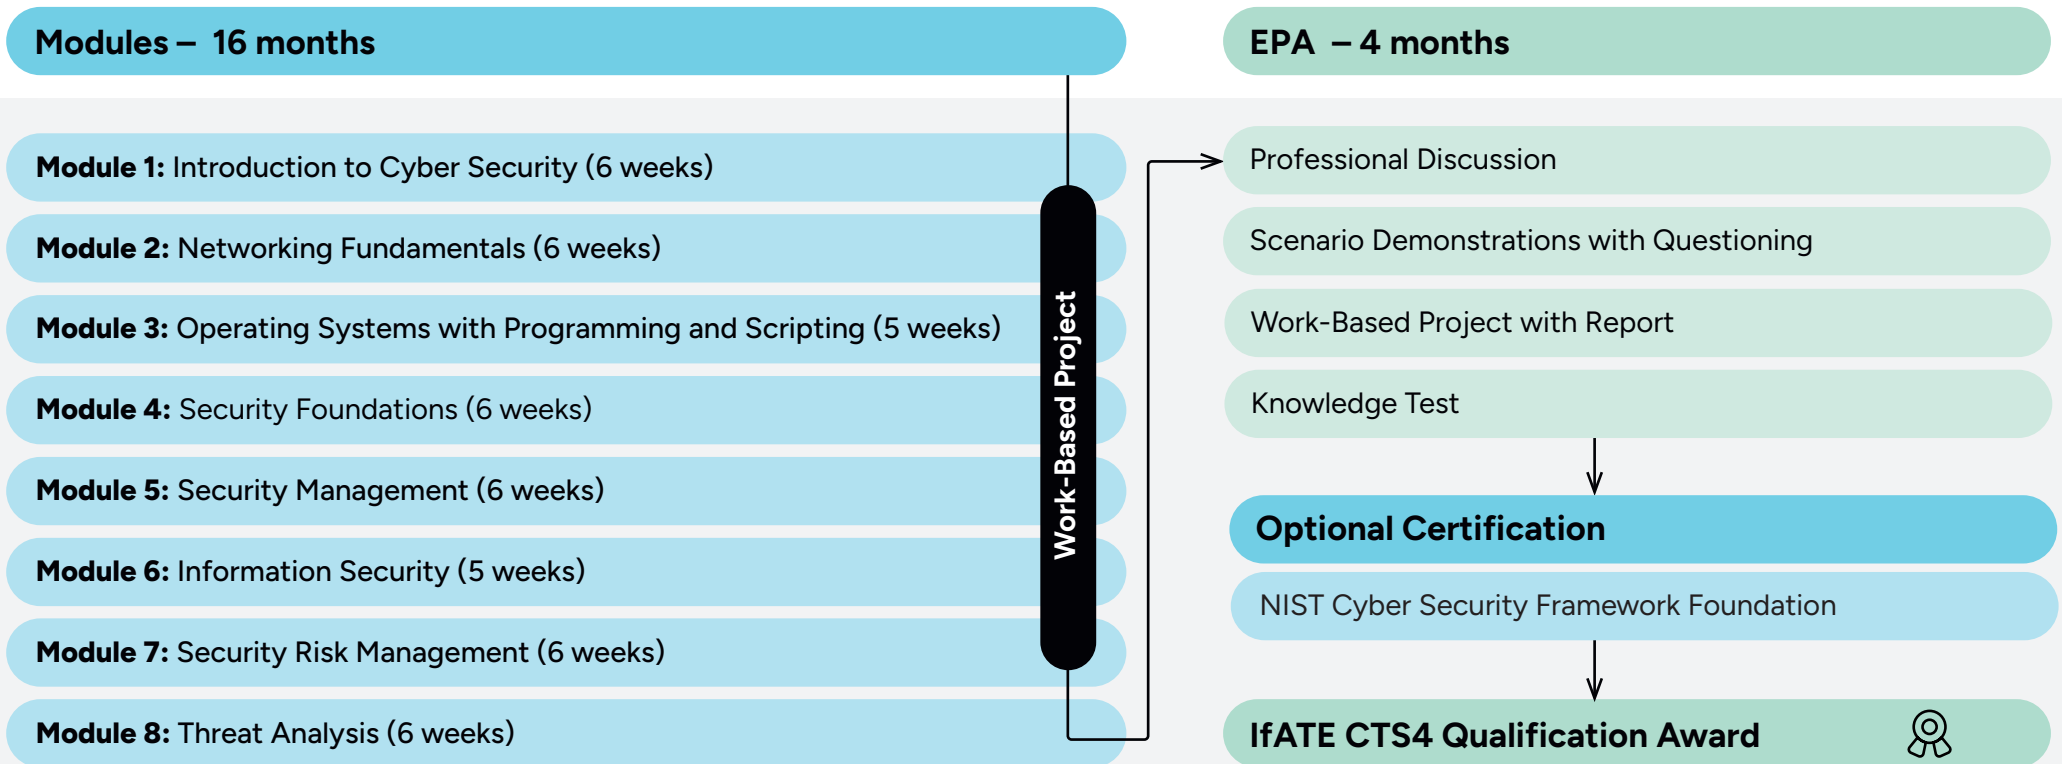 Modules – 16 months
Module 1: Introduction to Cyber Security (6 weeks)
Module 2: Networking Fundamentals (6 weeks)
Module 3: Operating Systems with Programming and Scripting (5 weeks)
Module 4: Security Foundations (6 weeks)
Module 5: Security Management (6 weeks)
Module 6: Information Security (5 weeks)
Module 7: Security Risk Management (6 weeks)
Module 8: Threat Analysis (6 weeks)
Work-Based Project
EPA – 4 months
Professional Discussion
Scenario Demonstrations with Questioning
Work-Based Project with Report
Knowledge Test
Optional Certification
NIST Cyber Security Framework Foundation
IfATE CTS4 Qualification Award